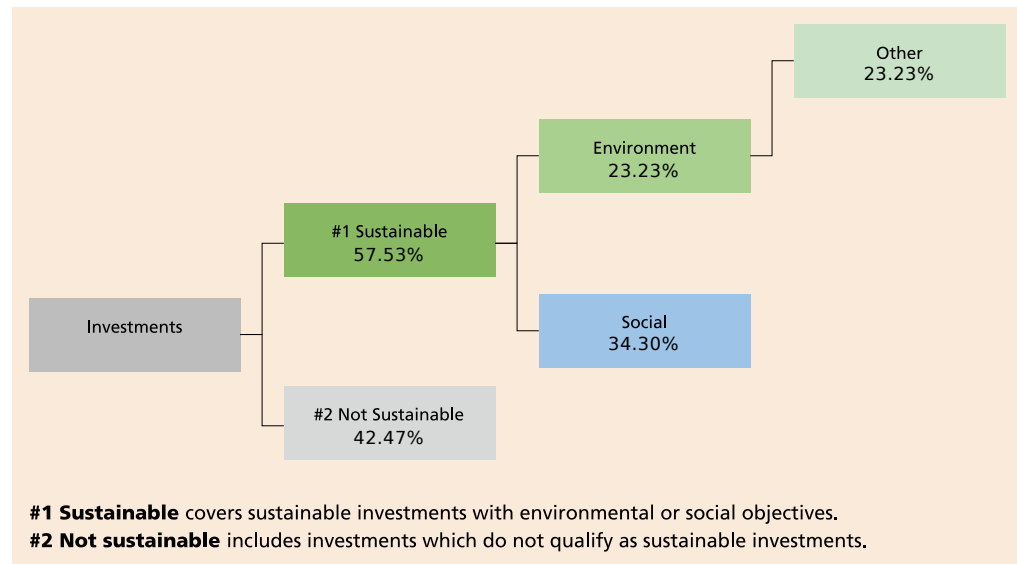 Other
23.23%
Environment
23.23%
#1 Sustainable
57.53%
Social
34.30%
Investments
#2 Not Sustainable
42.47%
#1 Sustainable covers sustainable investments with environmental or social objectives.
#2 Not sustainable includes investments which do not qualify as sustainable investments.